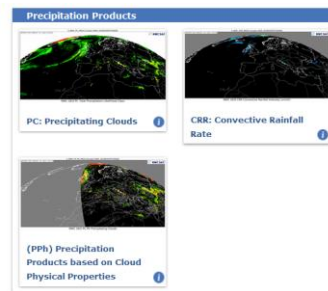 Precipitation Products
PC: Precipitating Clouds
CRR: Convective Rainfall
Rate
(PPh) Precipitation
Products based on Cloud
Physical Properties